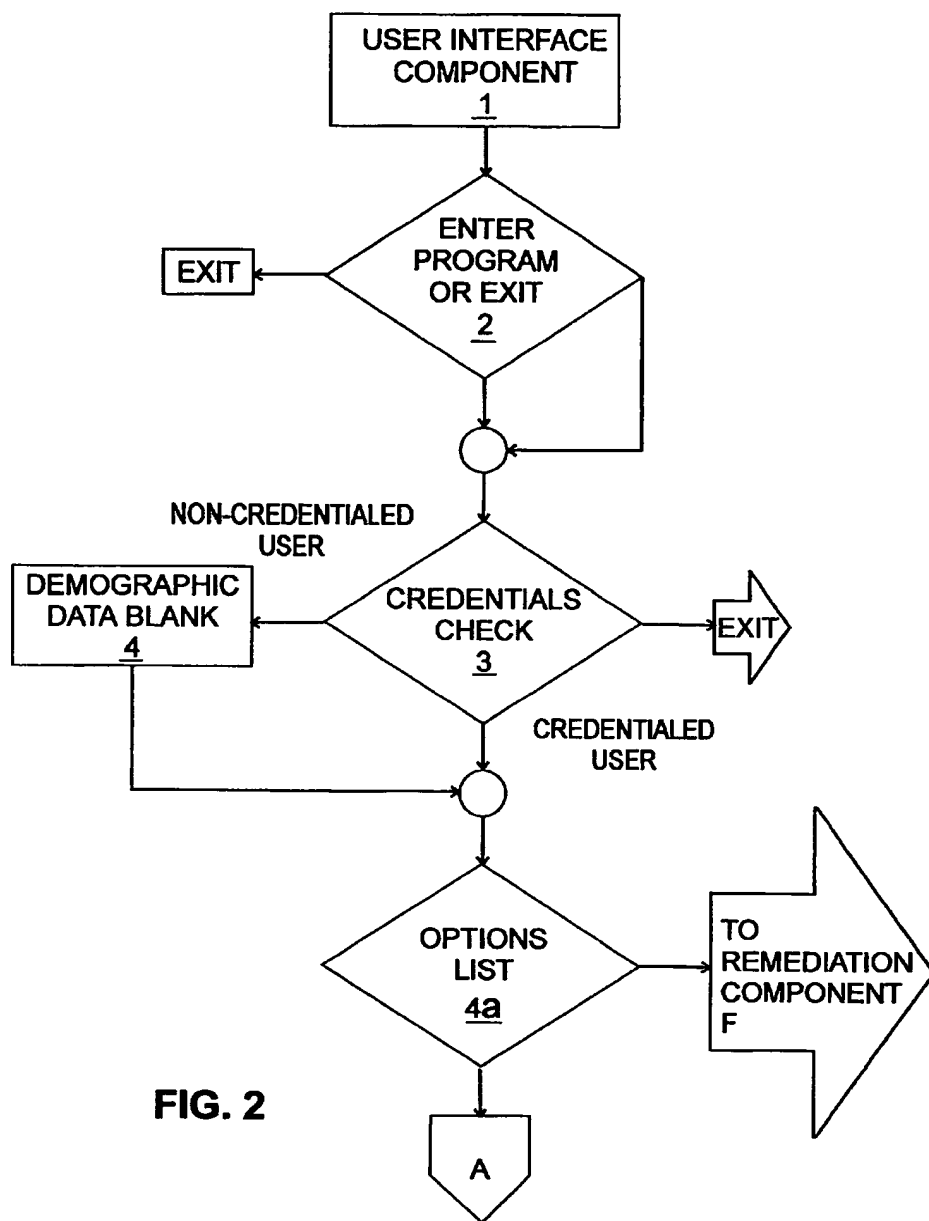 USER INTERFACE
COMPONENT
1
ENTER
PROGRAM
OR EXIT
2
EXIT
NON-CREDENTIALED
USER
DEMOGRAPHIC
DATA BLANK
4
CREDENTIALS
CHECK
3
EXIT
CREDENTIALED
USER
OPTIONS
LIST
4a
TO
REMEDIATION
COMPONENT
F
FIG. 2
A